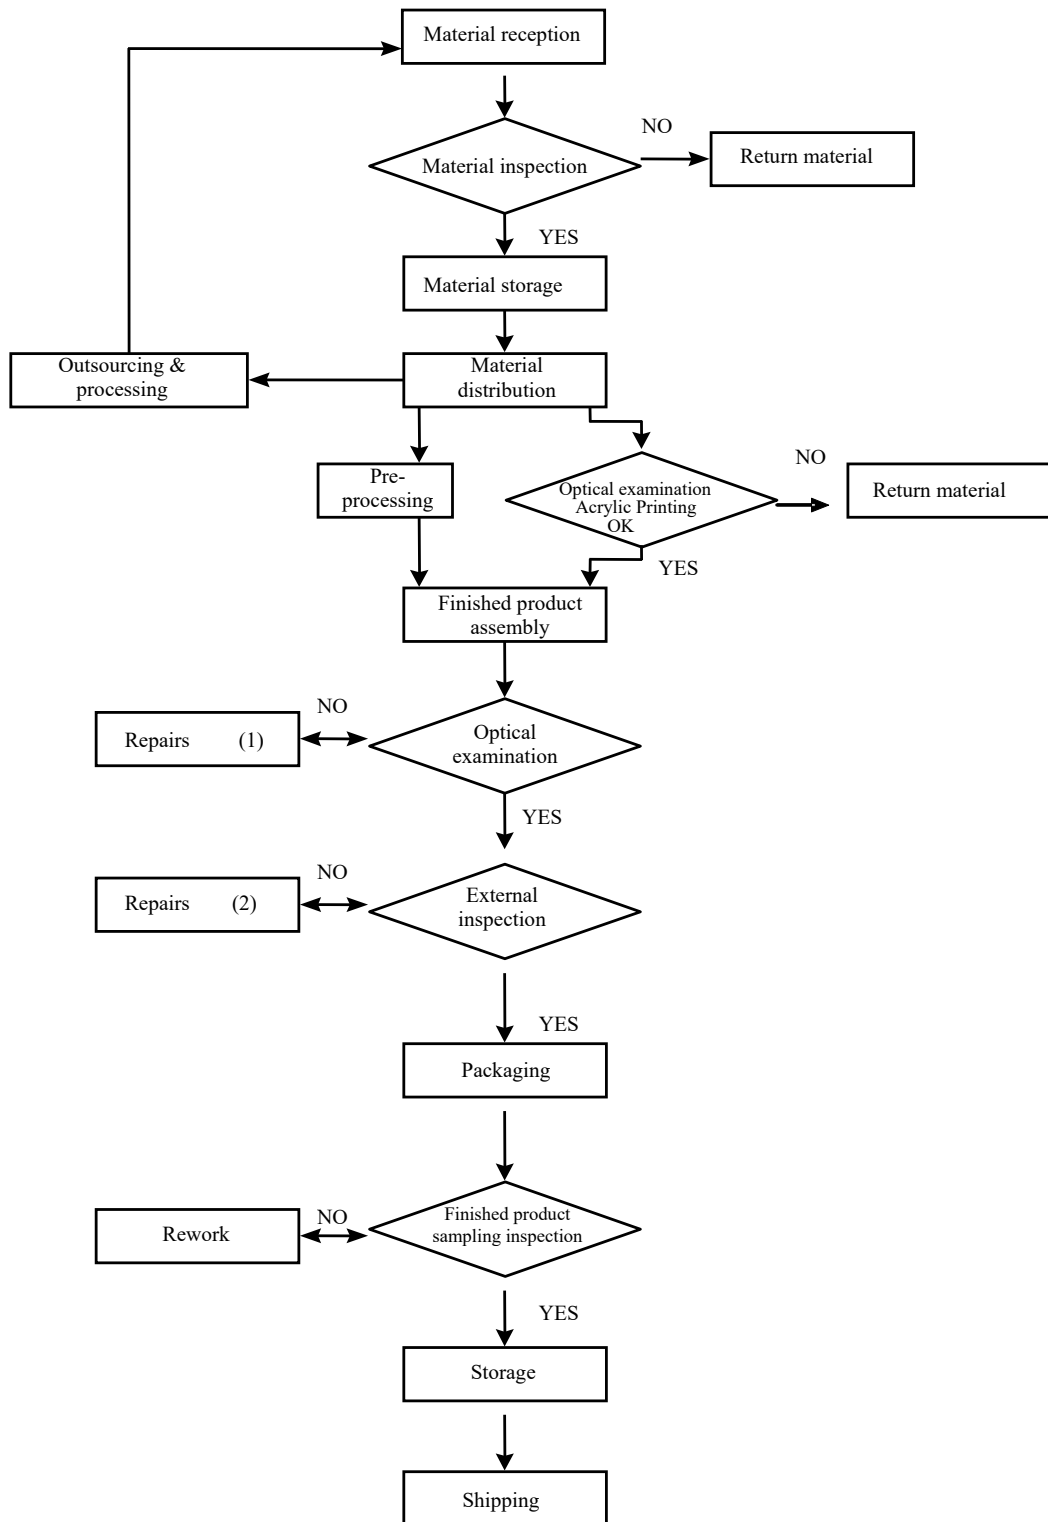 Material reception
NO
Material inspection
Return material
YES
Material storage
Outsourcing &
processing
Material
distribution
Pre-
processing
Optical examination
Acrylic Printing
OK
NO
Return material
YES
Finished product
assembly
NO
Repairs (1)
Optical
examination
YES
NO
Repairs (2)
External
inspection
YES
Packaging
NO
Rework
Finished product
sampling inspection
YES
Storage
Shipping